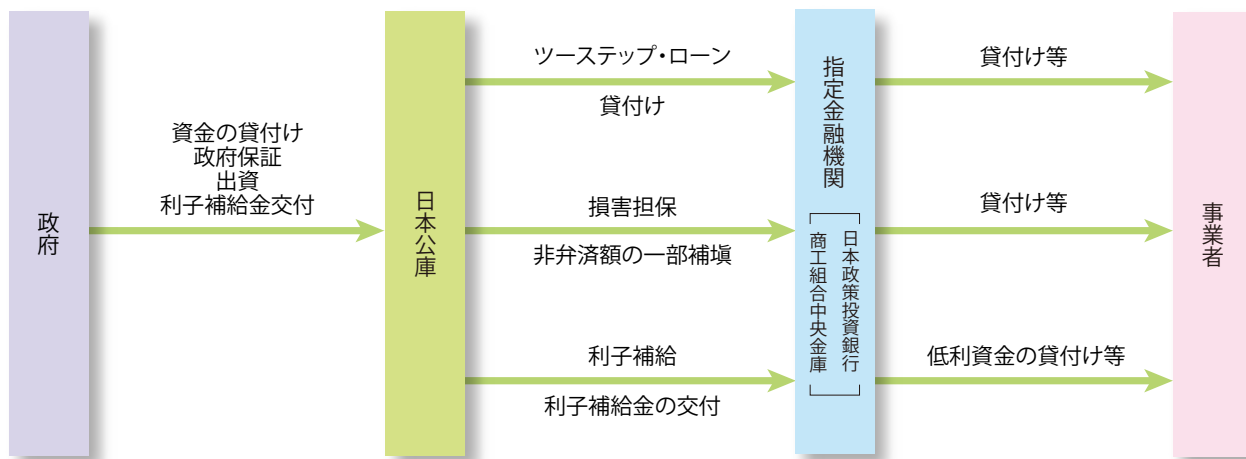 政府
資金の貸付け
政府保証
出資
利子補給金交付
日本公庫
ツーステップ・ローン
貸付け
損害担保
非弁済額の一部補塡
利子補給
利子補給金の交付
指定金融機関
日本政策投資銀行
商工組合中央金庫
貸付け等
貸付け等
低利資金の貸付け等
事業者